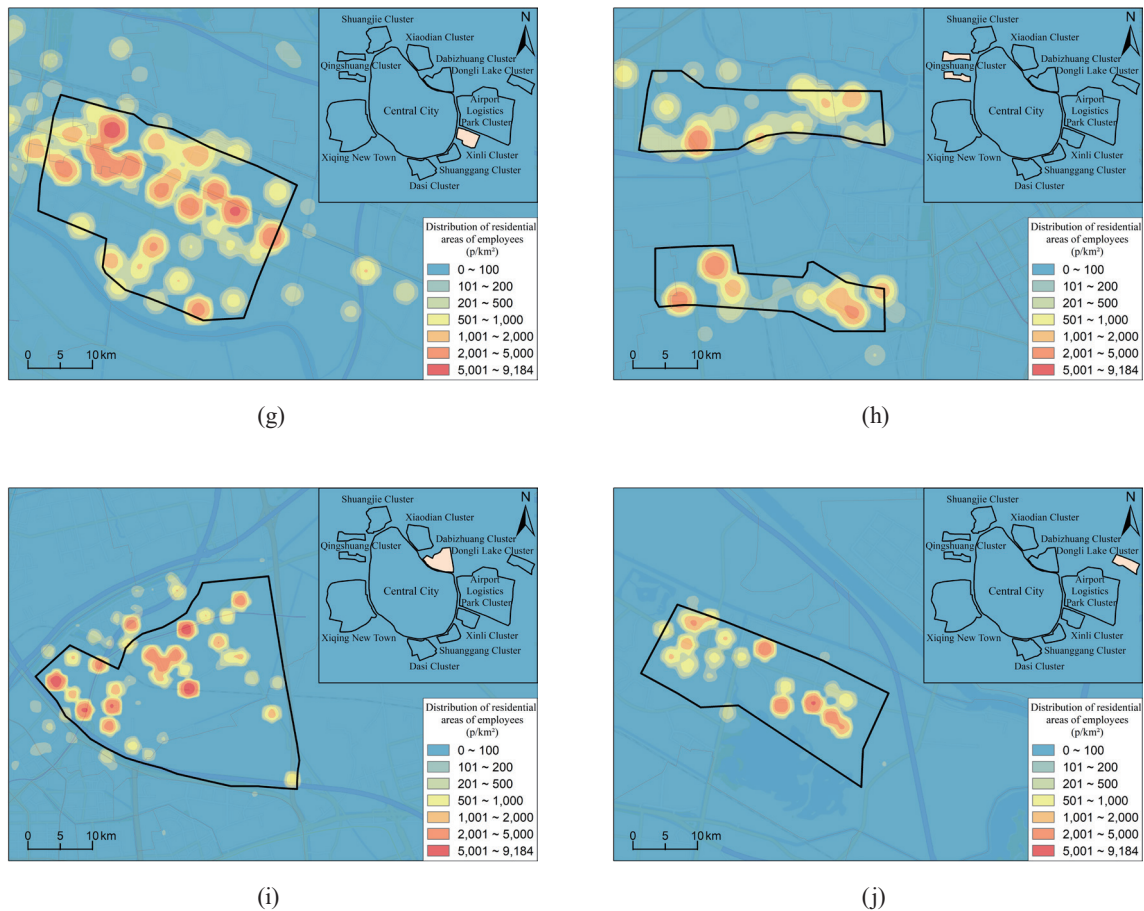 Shuangjie Cluster
N
Xiaodian Cluster
Qingshuang Cluster
Dabizhuang Cluster
Dongli Lake Cluster
Central City
Airport
Logistics
Park Cluster
Xiqing New Town
Xinli Cluster
Shuanggang Cluster
Dasi Cluster
Distribution of residential
areas of employees
(p/km²)
0 ~ 100
101 ~ 200
201 ~ 500
501 ~ 1,000
1,001 ~ 2,000
2,001 ~ 5,000
5,001 ~ 9,184
0 5 10 km
(g)
Shuangjie Cluster
N
Xiaodian Cluster
Qingshuang Cluster
Dabizhuang Cluster
Dongli Lake Cluster
Central City
Airport
Logistics
Park Cluster
Xiqing New Town
Xinli Cluster
Shuanggang Cluster
Dasi Cluster
Distribution of residential
areas of employees
(p/km²)
0 ~ 100
101 ~ 200
201 ~ 500
501 ~ 1,000
1,001 ~ 2,000
2,001 ~ 5,000
5,001 ~ 9,184
0 5 10 km
(h)
Shuangjie Cluster
N
Xiaodian Cluster
Qingshuang Cluster
Dabizhuang Cluster
Dongli Lake Cluster
Central City
Airport
Logistics
Park Cluster
Xiqing New Town
Xinli Cluster
Shuanggang Cluster
Dasi Cluster
Distribution of residential
areas of employees
(p/km²)
0 ~ 100
101 ~ 200
201 ~ 500
501 ~ 1,000
1,001 ~ 2,000
2,001 ~ 5,000
5,001 ~ 9,184
0 5 10 km
(i)
Shuangjie Cluster
N
Xiaodian Cluster
Qingshuang Cluster
Dabizhuang Cluster
Dongli Lake Cluster
Central City
Airport
Logistics
Park Cluster
Xiqing New Town
Xinli Cluster
Shuanggang Cluster
Dasi Cluster
Distribution of residential
areas of employees
(p/km²)
0 ~ 100
101 ~ 200
201 ~ 500
501 ~ 1,000
1,001 ~ 2,000
2,001 ~ 5,000
5,001 ~ 9,184
0 5 10 km
(j)